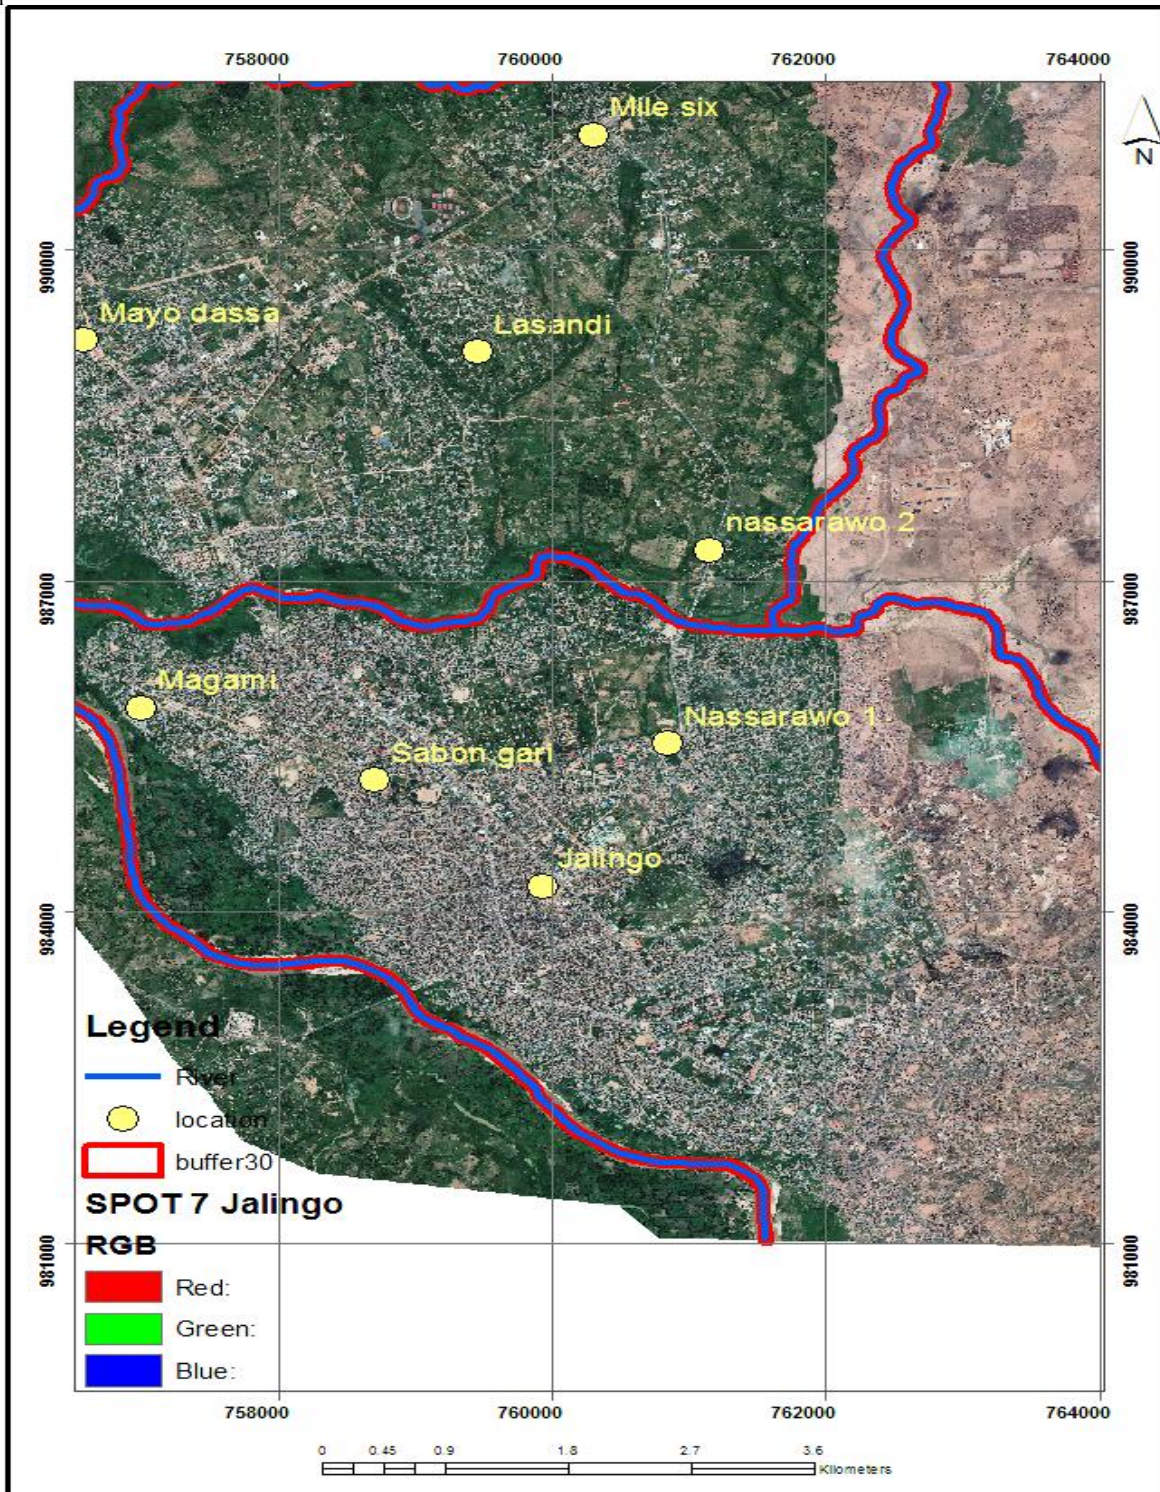 758000 760000 762000 764000
Mile six
N
990000 990000
Mayo dassa
Lasandi
nassarawo 2
987000 987000
Magami
Nassarawo 1
Sabon gari
Jalingo
984000 984000
Legend
River
location
buffer30
SPOT 7 Jalingo
RGB
981000 981000
Red:
Green:
Blue:
758000 760000 762000 764000
0 0.45 0.9 1.8 2.7 3.6
Kilometers